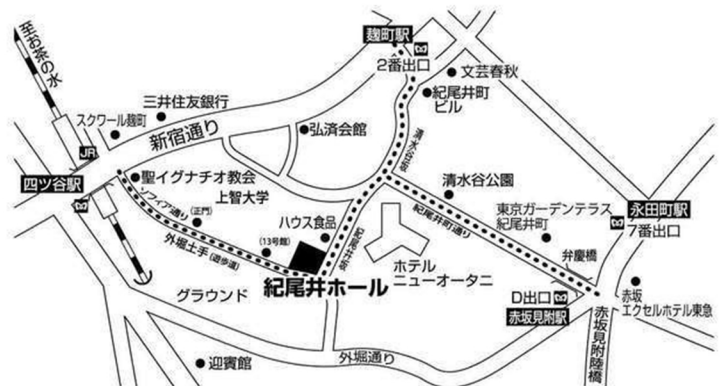 至お茶の水
麹町駅
2番出口
文芸春秋
紀尾井町
ビル
三井住友銀行
スクワール麹町
新宿通り
弘済会館
清水谷坂
JR
四ツ谷駅
聖イグナチオ教会
上智大学
ソフィア通り
(正門)
ハウス食品
(13号館)
外堀土手(遊歩道)
紀尾井坂
清水谷公園
紀尾井町通り
東京ガーデンテラス
紀尾井町
永田町駅
7番出口
弁慶橋
ホテル
ニューオータニ
紀尾井ホール
グラウンド
D出口
赤坂見附駅
赤坂
エクセルホテル東急
赤坂見附陸橋
外堀通り
迎賓館